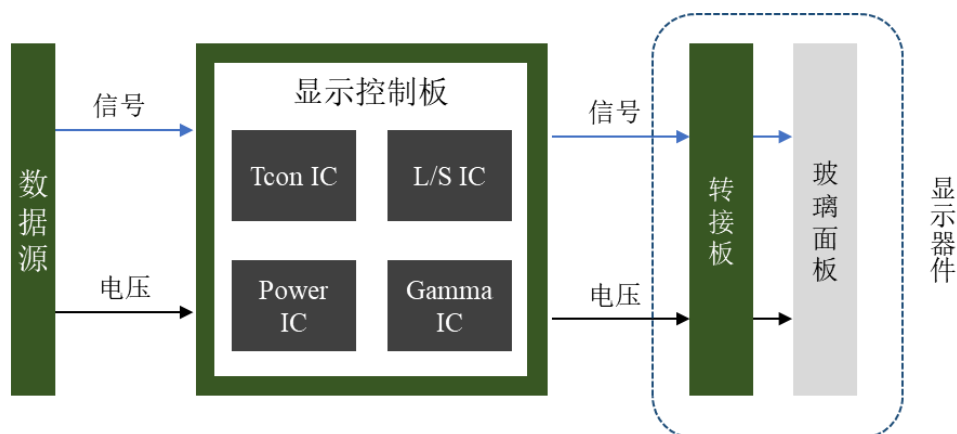 数据源
信号
电压
显示控制板
Tcon IC
L/S IC
Power
IC
Gamma
IC
信号
电压
转接板
玻璃面板
显示器件